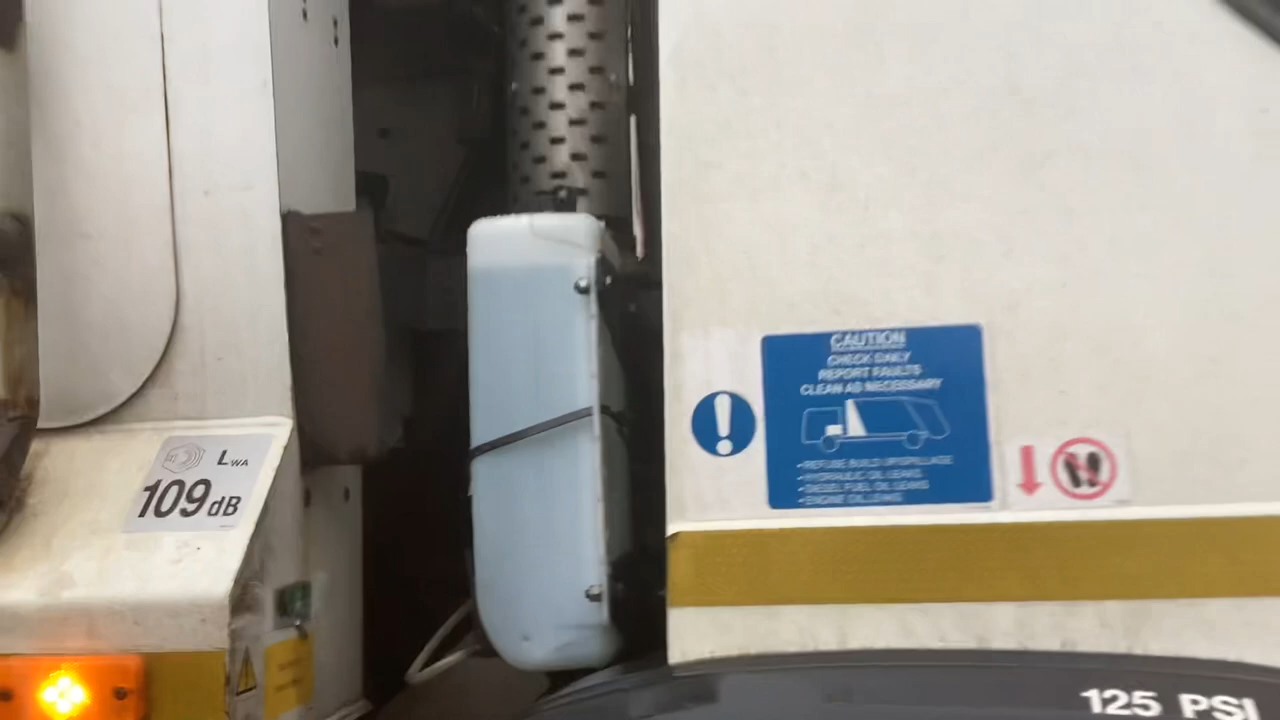 LWA
109dB
CAUTION
CHECK DAILY
REPORT FAULTS
CLEAN AS NECESSARY
•REFUSE BUILD UP/SPILLAGE
•HYDRAULIC OIL LEAKS
•DIESEL FUEL OIL LEAKS
•ENGINE OIL LEAKS
125 PSI